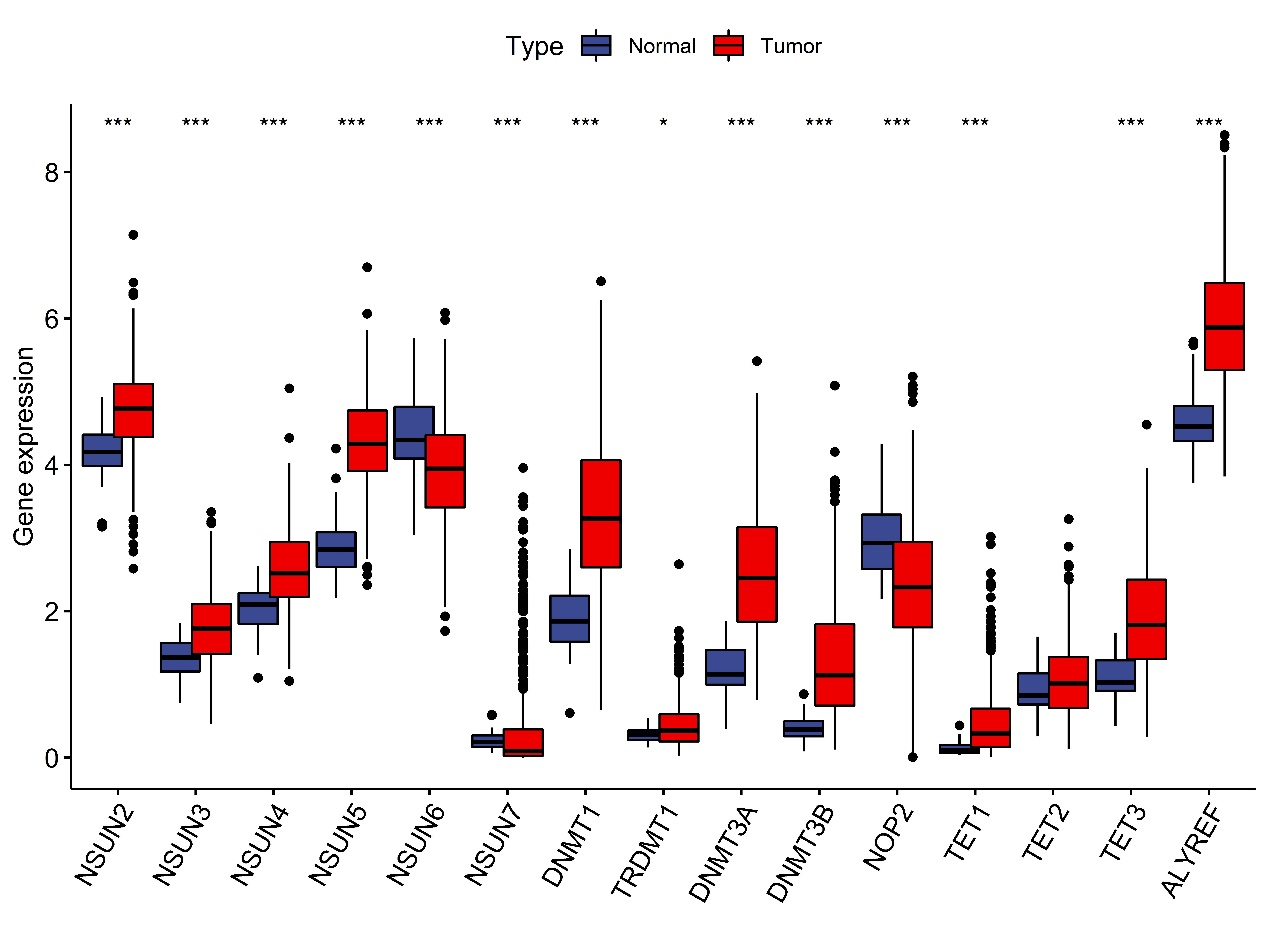 Type Normal Tumor
*** *** *** *** *** *** *** * *** *** *** *** *** ***
8
6
4
2
0
Gene expression
NSUN2 NSUN3 NSUN4 NSUN5 NSUN6 NSUN7 DNMT1 TRDMT1 DNMT3A DNMT3B NOP2 TET1 TET2 TET3 ALYREF